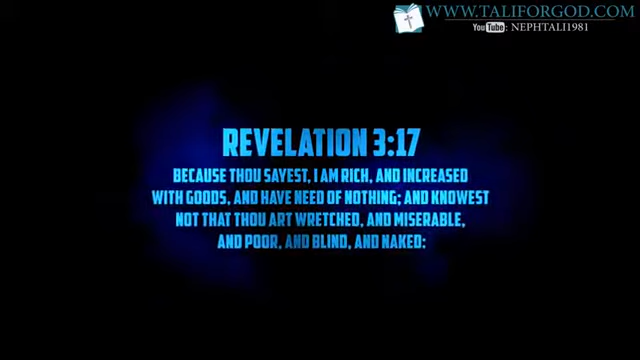 WWW.TALIFORGOD.COM
YouTube: NEPHTALI1981
REVELATION 3:17
BECAUSE THOU SAYEST, I AM RICH, AND INCREASED
WITH GOODS, AND HAVE NEED OF NOTHING; AND KNOWEST
NOT THAT THOU ART WRETCHED, AND MISERABLE,
AND POOR, AND BLIND, AND NAKED: